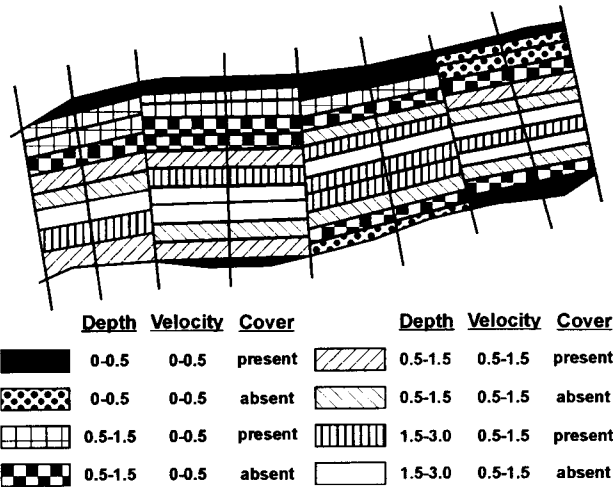 Depth Velocity Cover Depth Velocity Cover
0-0.5 0-0.5 present 0.5-1.5 0.5-1.5 present
0-0.5 0-0.5 absent 0.5-1.5 0.5-1.5 absent
0.5-1.5 0-0.5 present 1.5-3.0 0.5-1.5 present
0.5-1.5 0-0.5 absent 1.5-3.0 0.5-1.5 absent